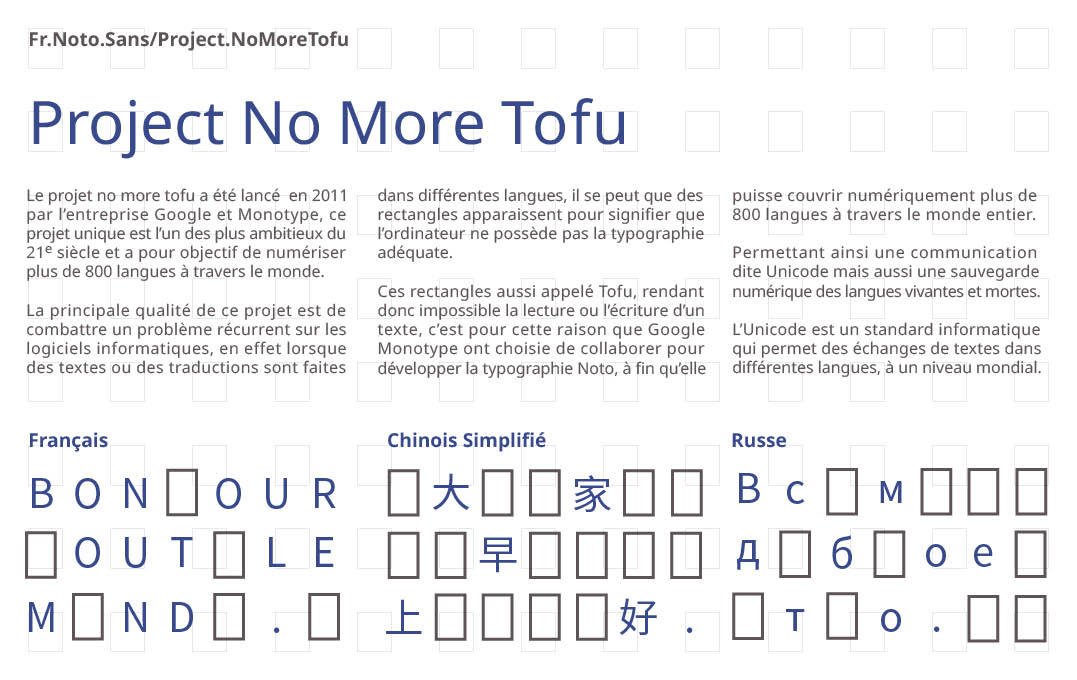 Fr.Noto.Sans/Project.NoMoreTofu
Project No More Tofu
Le projet no more tofu a été lancé en 2011
par l’entreprise Google et Monotype, ce
projet unique est l’un des plus ambitieux du
21ᵉ siècle et a pour objectif de numériser
plus de 800 langues à travers le monde.
La principale qualité de ce projet est de
combattre un problème récurrent sur les
logiciels informatiques, en effet lorsque
des textes ou des traductions sont faites
dans différentes langues, il se peut que des
rectangles apparaissent pour signifier que
l’ordinateur ne possède pas la typographie
adéquate.
Ces rectangles aussi appelé Tofu, rendant
donc impossible la lecture ou l’écriture d’un
texte, c’est pour cette raison que Google
Monotype ont choisie de collaborer pour
développer la typographie Noto, à fin qu’elle
puisse couvrir numériquement plus de
800 langues à travers le monde entier.
Permettant ainsi une communication
dite Unicode mais aussi une sauvegarde
numérique des langues vivantes et mortes.
L’Unicode est un standard informatique
qui permet des échanges de textes dans
différentes langues, à un niveau mondial.
Français
B O N ▯ O U R
▯ O U T ▯ L E
M ▯ N D ▯ . ▯
Chinois Simplifié
▯ 大 ▯ ▯ 家 ▯ ▯
▯ ▯ 早 ▯ ▯ ▯ ▯
上 ▯ ▯ ▯ ▯ 好 .
Russe
В с ▯ м ▯ ▯ ▯
д ▯ б ▯ о е ▯
▯ т ▯ о . ▯ ▯